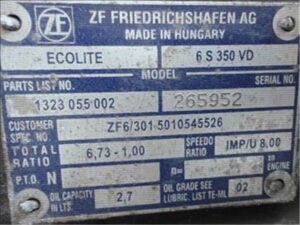 ZF FRIEDRICHSHAFEN AG
MADE IN HUNGARY
ECOLITE 6 S 350 VD
MODEL
PARTS LIST NO. SERIAL NO.
1323 055 002 265952
CUSTOMER SPEC. NO. ZF6/301-5010545526
TOTAL RATIO 6,73-1,00 SPEEDO RATIO IMP/U 8,00
P.T.O. N n= ENGINE
OIL CAPACITY IN LTS. 2,7 OIL GRADE SEE LUBRIC. LIST TE-ML 02